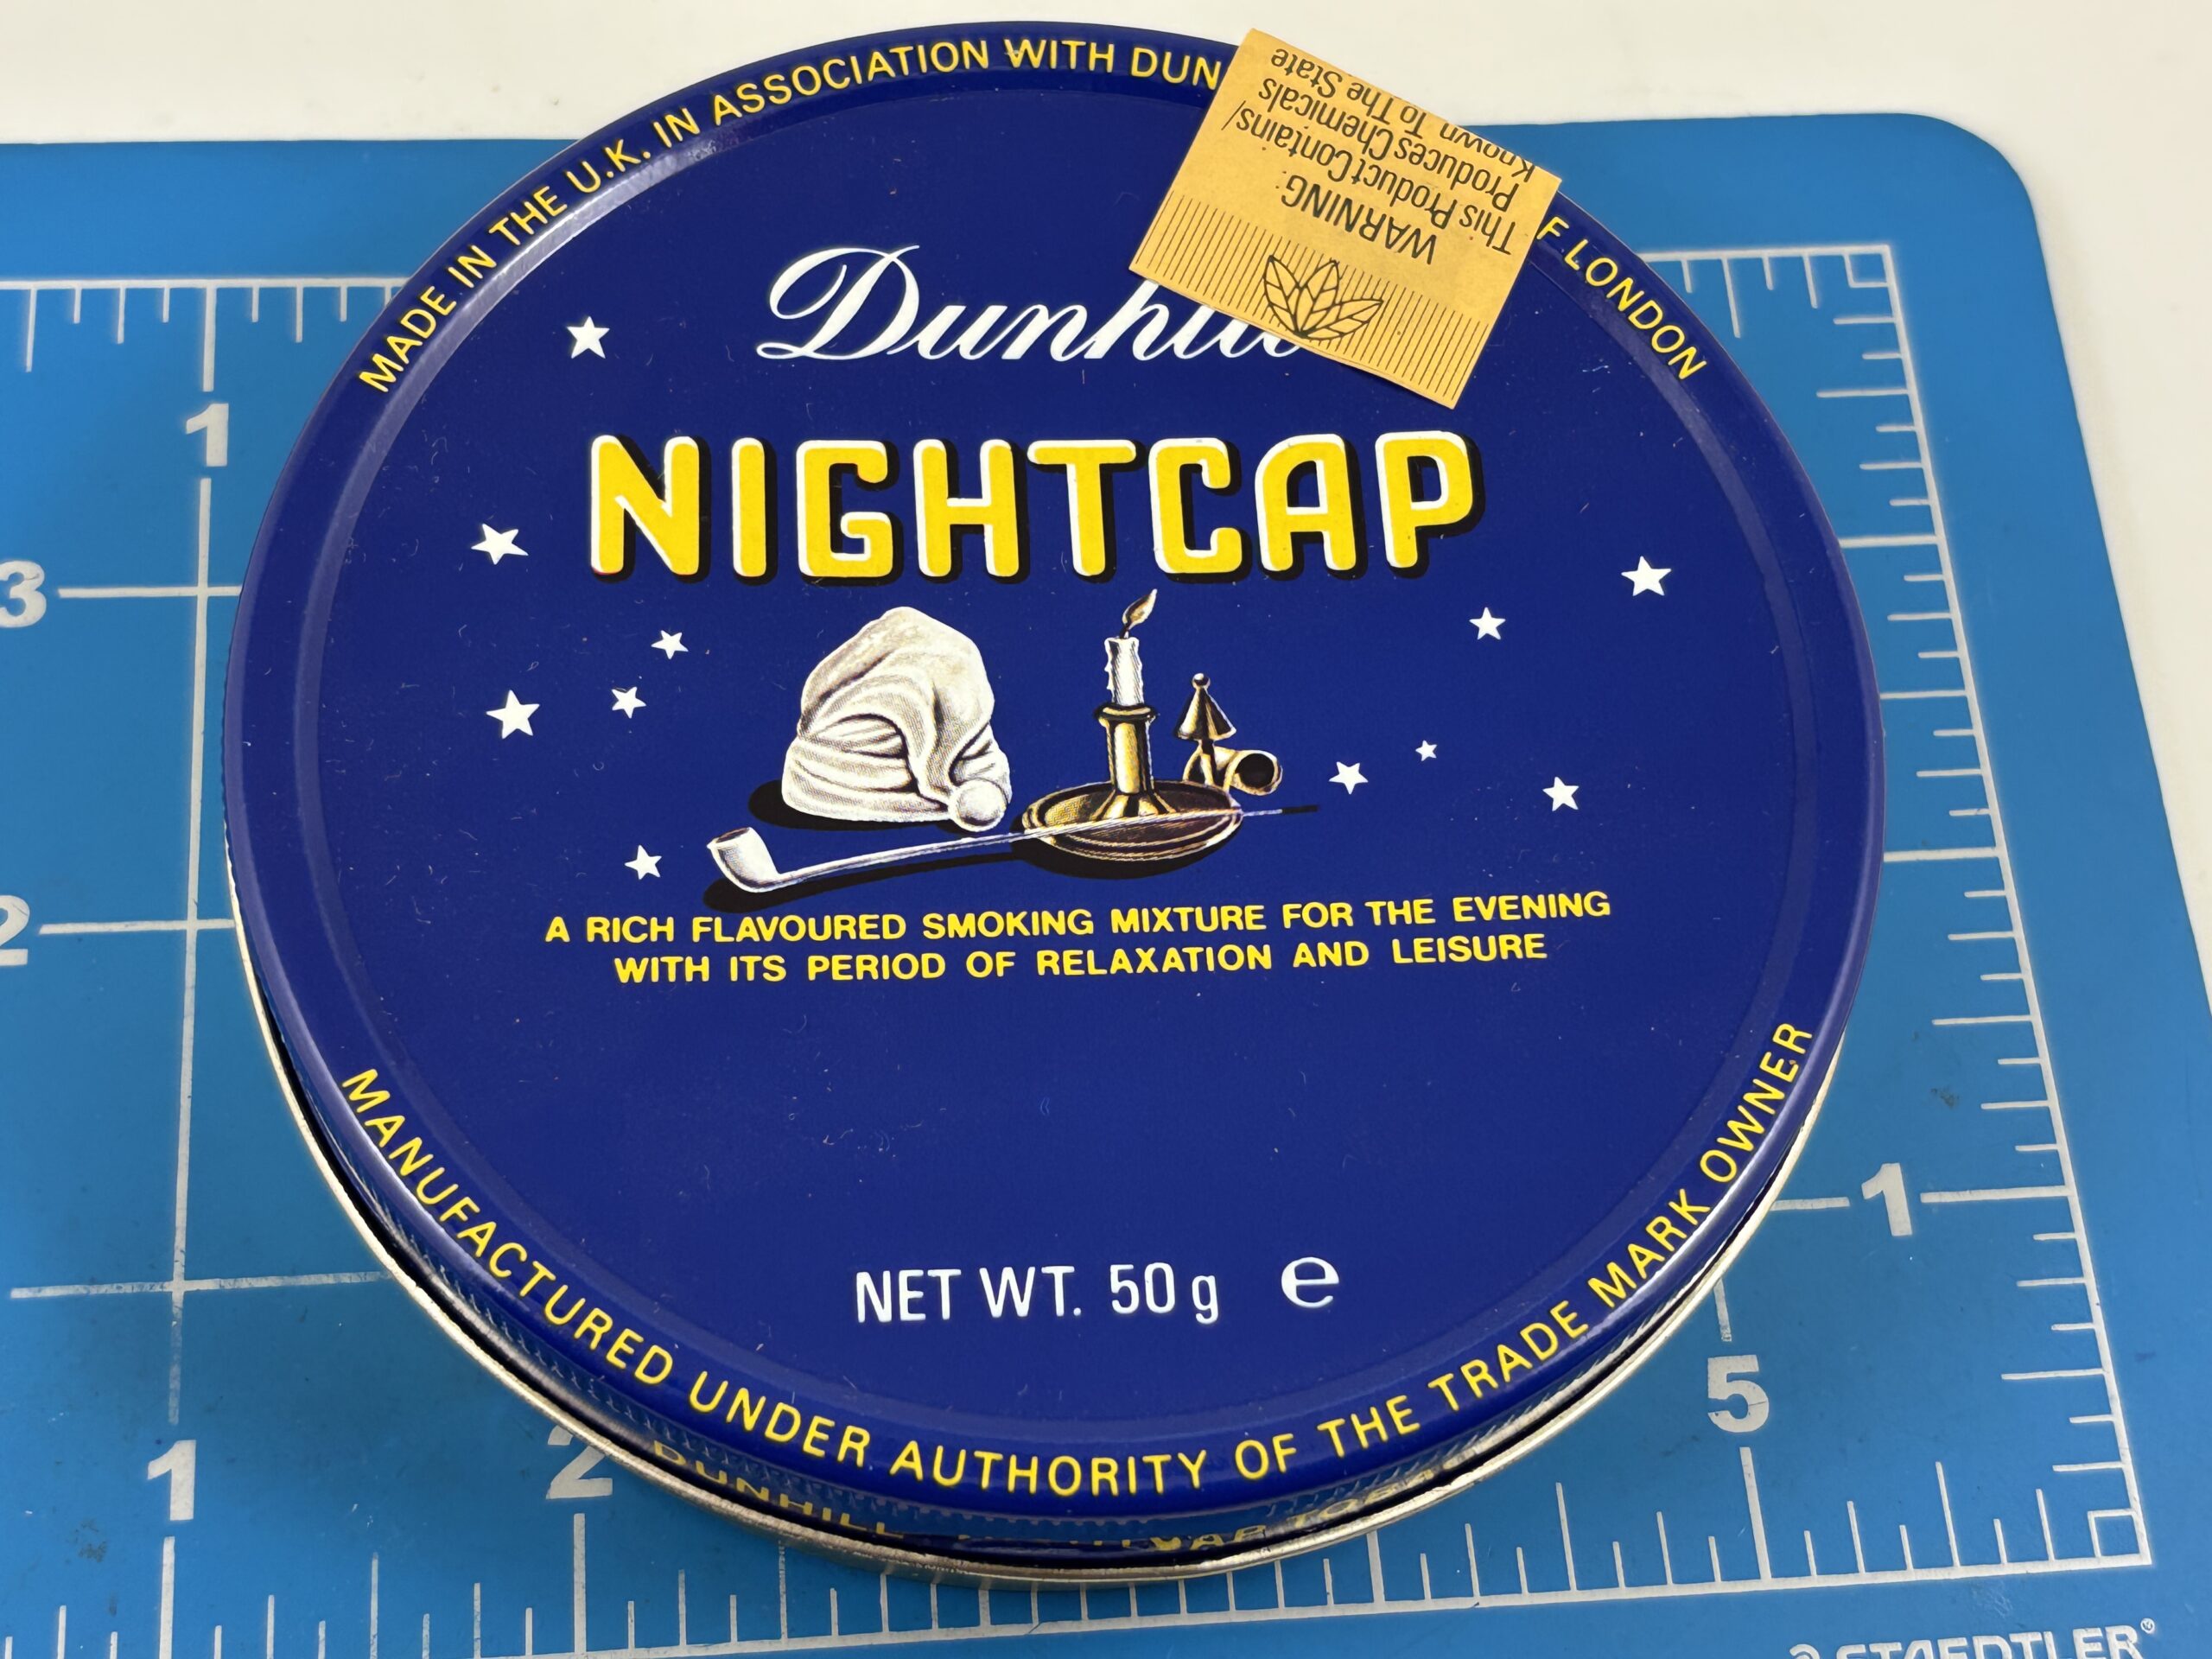 MADE IN THE U.K. IN ASSOCIATION WITH DUN
F LONDON
WARNING
This Product Contains/
Produces Chemicals
Known To The State
Dunhill
NIGHTCAP
A RICH FLAVOURED SMOKING MIXTURE FOR THE EVENING
WITH ITS PERIOD OF RELAXATION AND LEISURE
NET WT. 50g e
MANUFACTURED UNDER AUTHORITY OF THE TRADE MARK OWNER
DUNHILL
1
3
2
1
5
1
2
STAEDTLER®